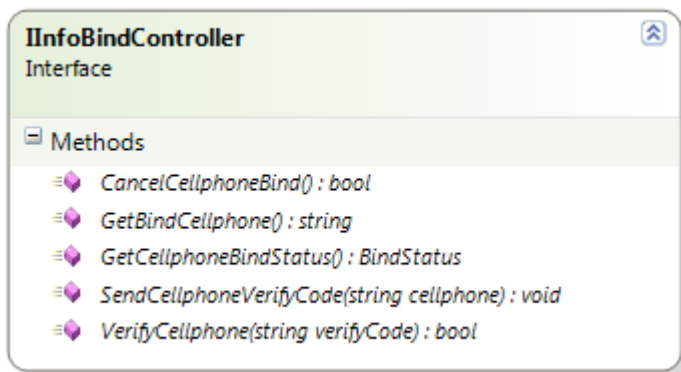 IInfoBindController
Interface
Methods
CancelCellphoneBind() : bool
GetBindCellphone() : string
GetCellphoneBindStatus() : BindStatus
SendCellphoneVerifyCode(string cellphone) : void
VerifyCellphone(string verifyCode) : bool